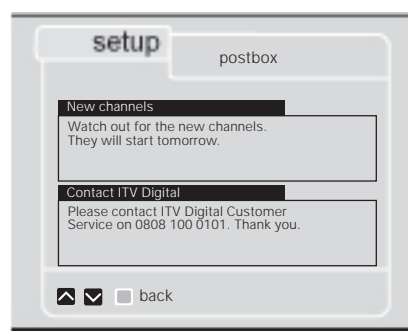 setup
postbox
New channels
Watch out for the new channels.
They will start tomorrow.
Contact ITV Digital
Please contact ITV Digital Customer
Service on 0808 100 0101. Thank you.
back